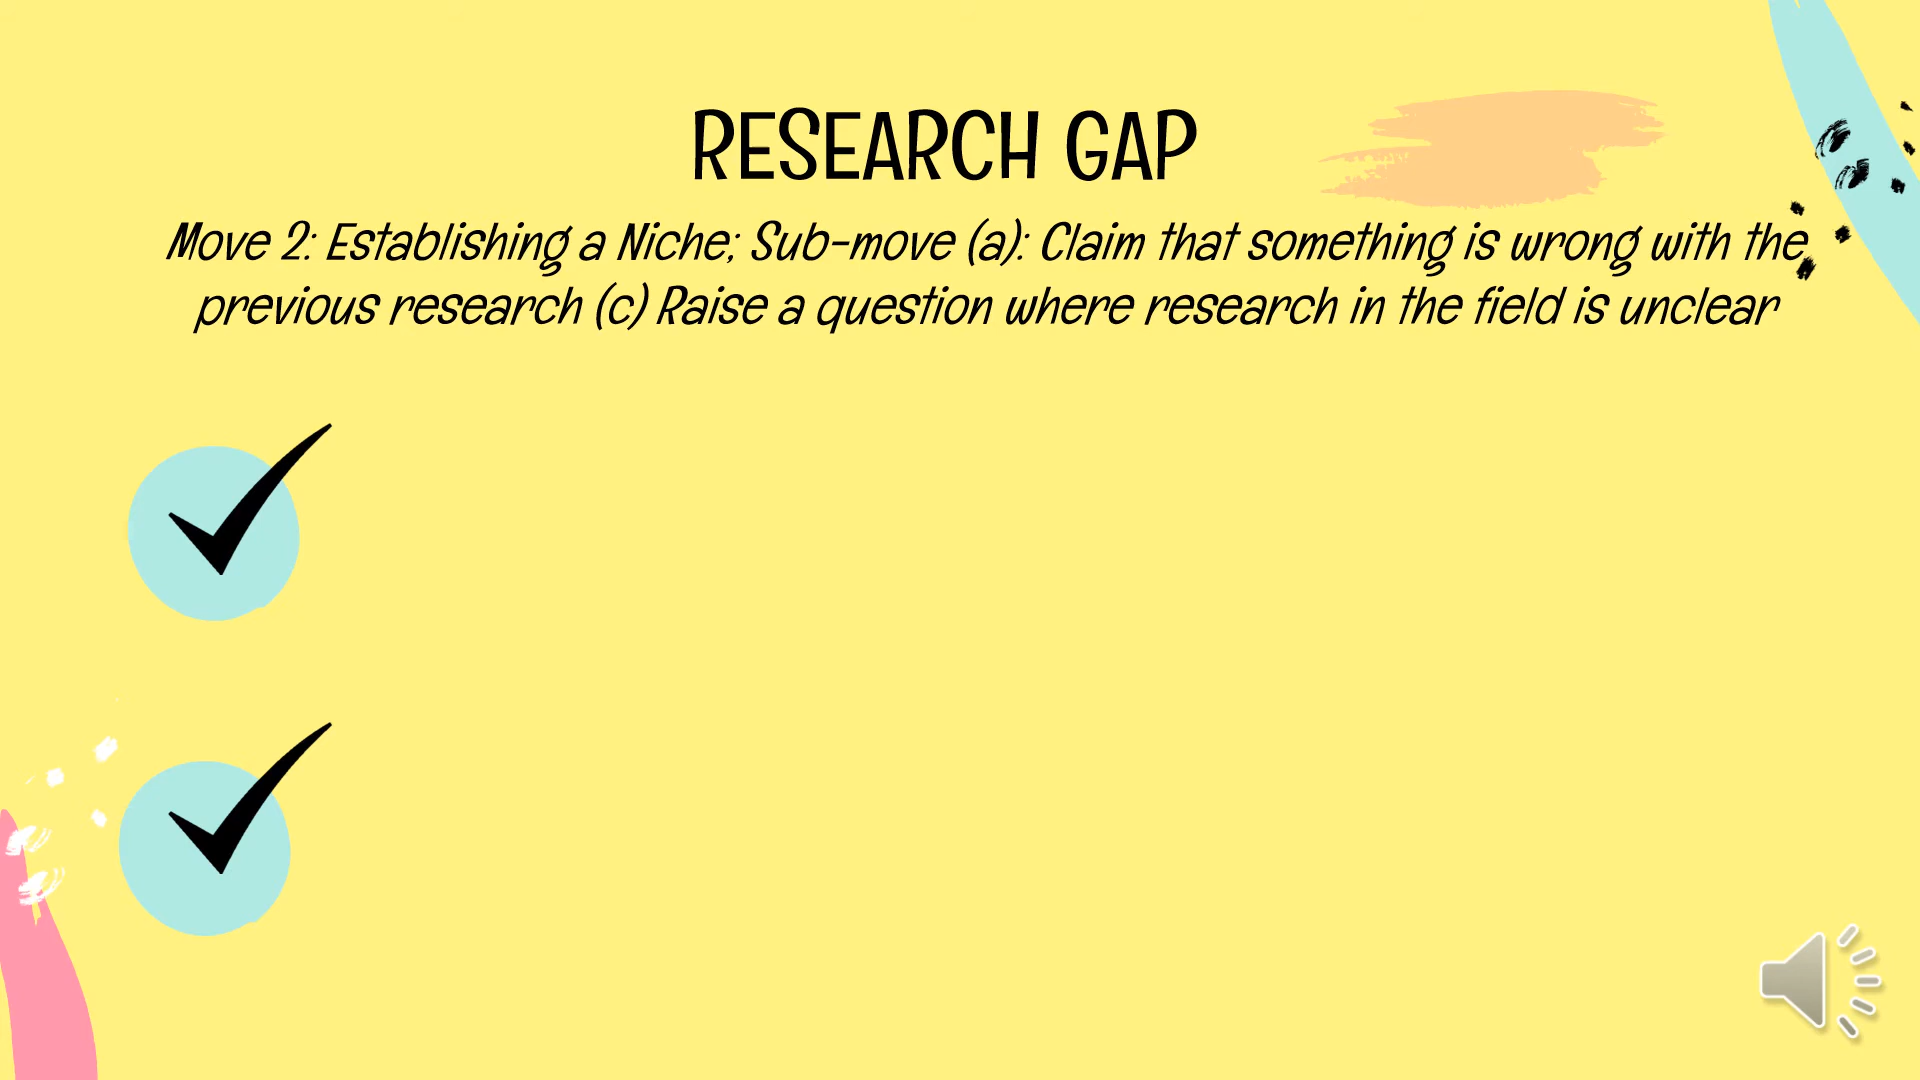 RESEARCH GAP
Move 2: Establishing a Niche; Sub-move (a): Claim that something is wrong with the
previous research (c) Raise a question where research in the field is unclear